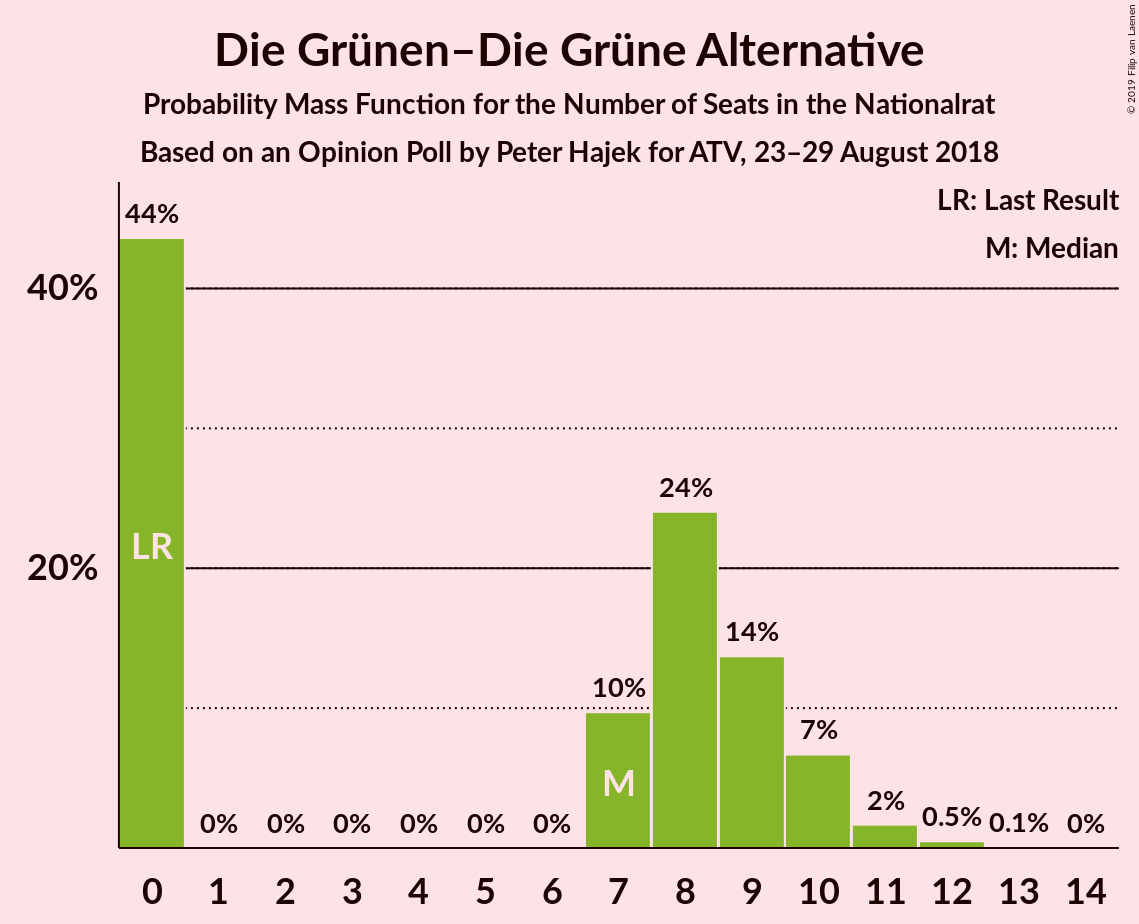 Die Grünen–Die Grüne Alternative
Probability Mass Function for the Number of Seats in the Nationalrat
Based on an Opinion Poll by Peter Hajek for ATV, 23–29 August 2018
© 2019 Filip van Laenen
LR: Last Result
M: Median
44%
40%
24%
LR
20%
14%
10%
7%
M
2%
0% 0% 0% 0% 0% 0% 0.5% 0.1% 0%
0 1 2 3 4 5 6 7 8 9 10 11 12 13 14